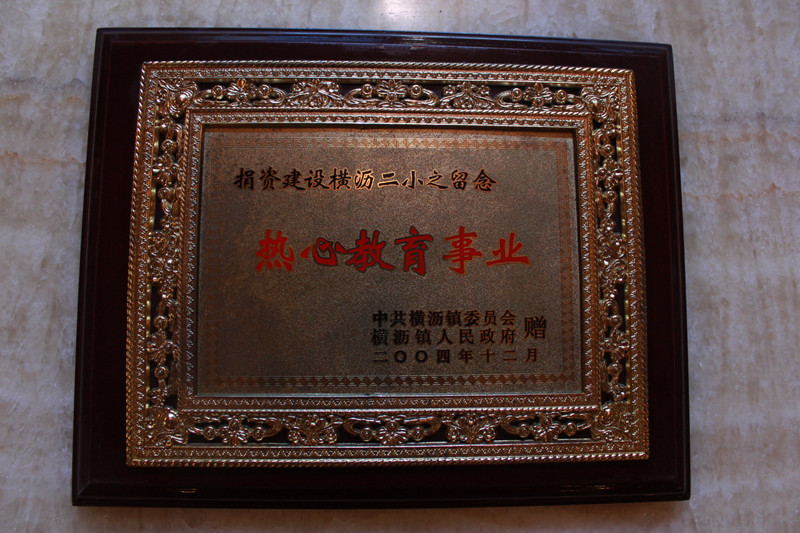 捐资建设横沥二小之留念
热心教育事业
中共横沥镇委员会
横沥镇人民政府
赠
二〇〇四年十二月